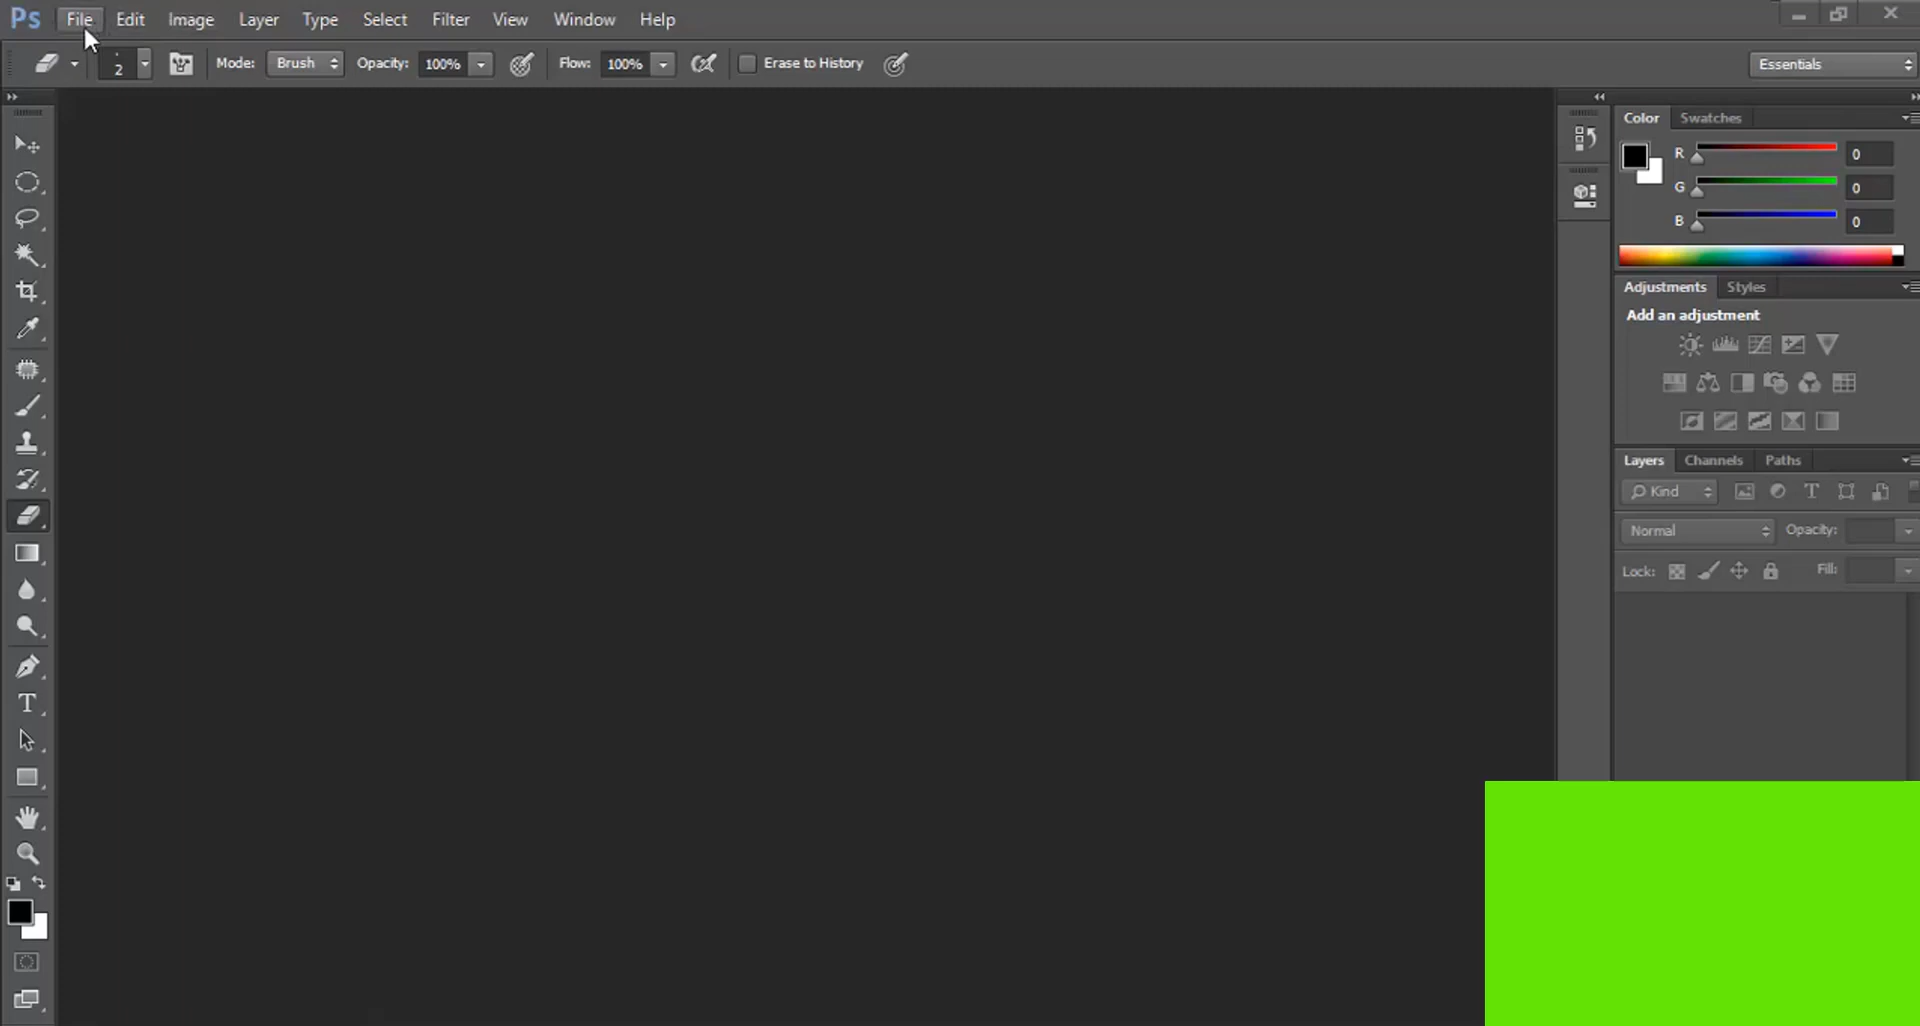 Ps File Edit Image Layer Type Select Filter View Window Help
2 Mode: Brush Opacity: 100% Flow: 100% Erase to History Essentials
Color Swatches
R 0
G 0
B 0
Adjustments Styles
Add an adjustment
Layers Channels Paths
Kind
Normal Opacity:
Lock: Fill: